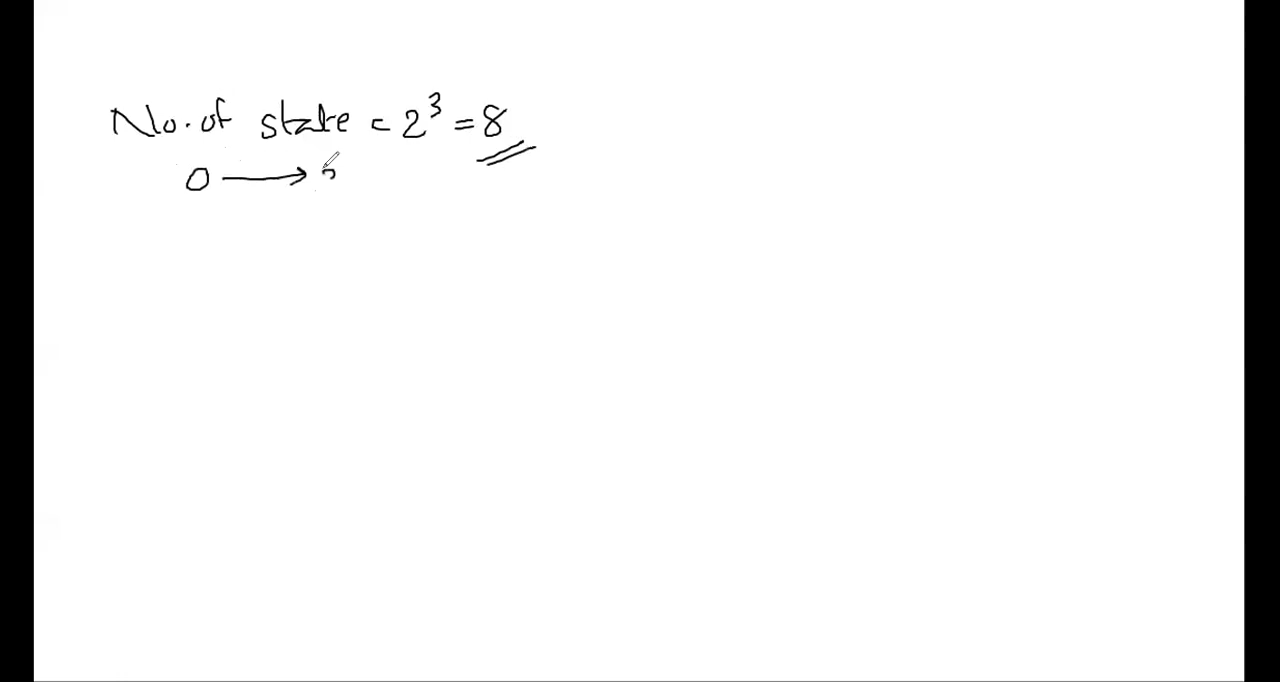 No. of state = 2³ = 8
0 →